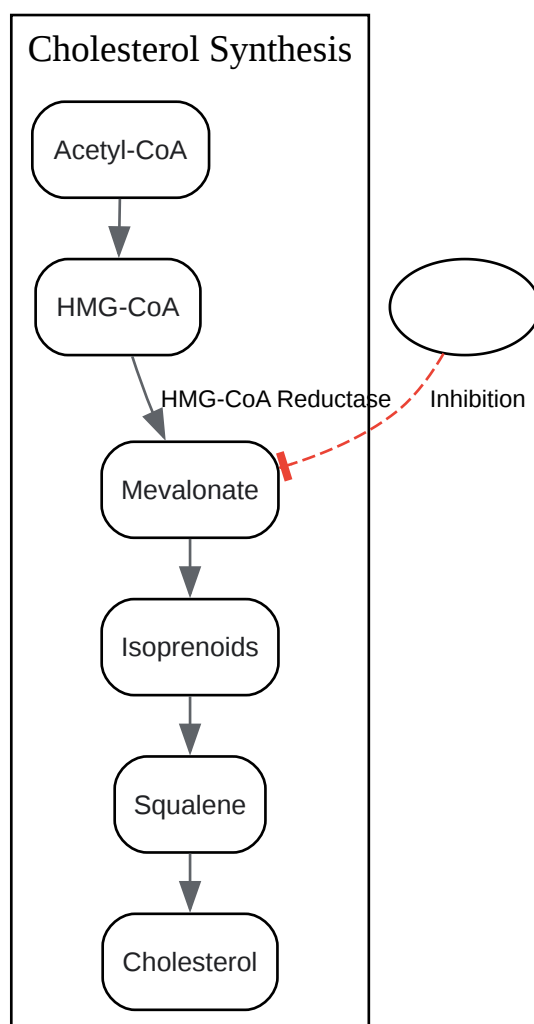 Cholesterol Synthesis
Acetyl-CoA
HMG-CoA
HMG-CoA Reductase
Inhibition
Mevalonate
Isoprenoids
Squalene
Cholesterol